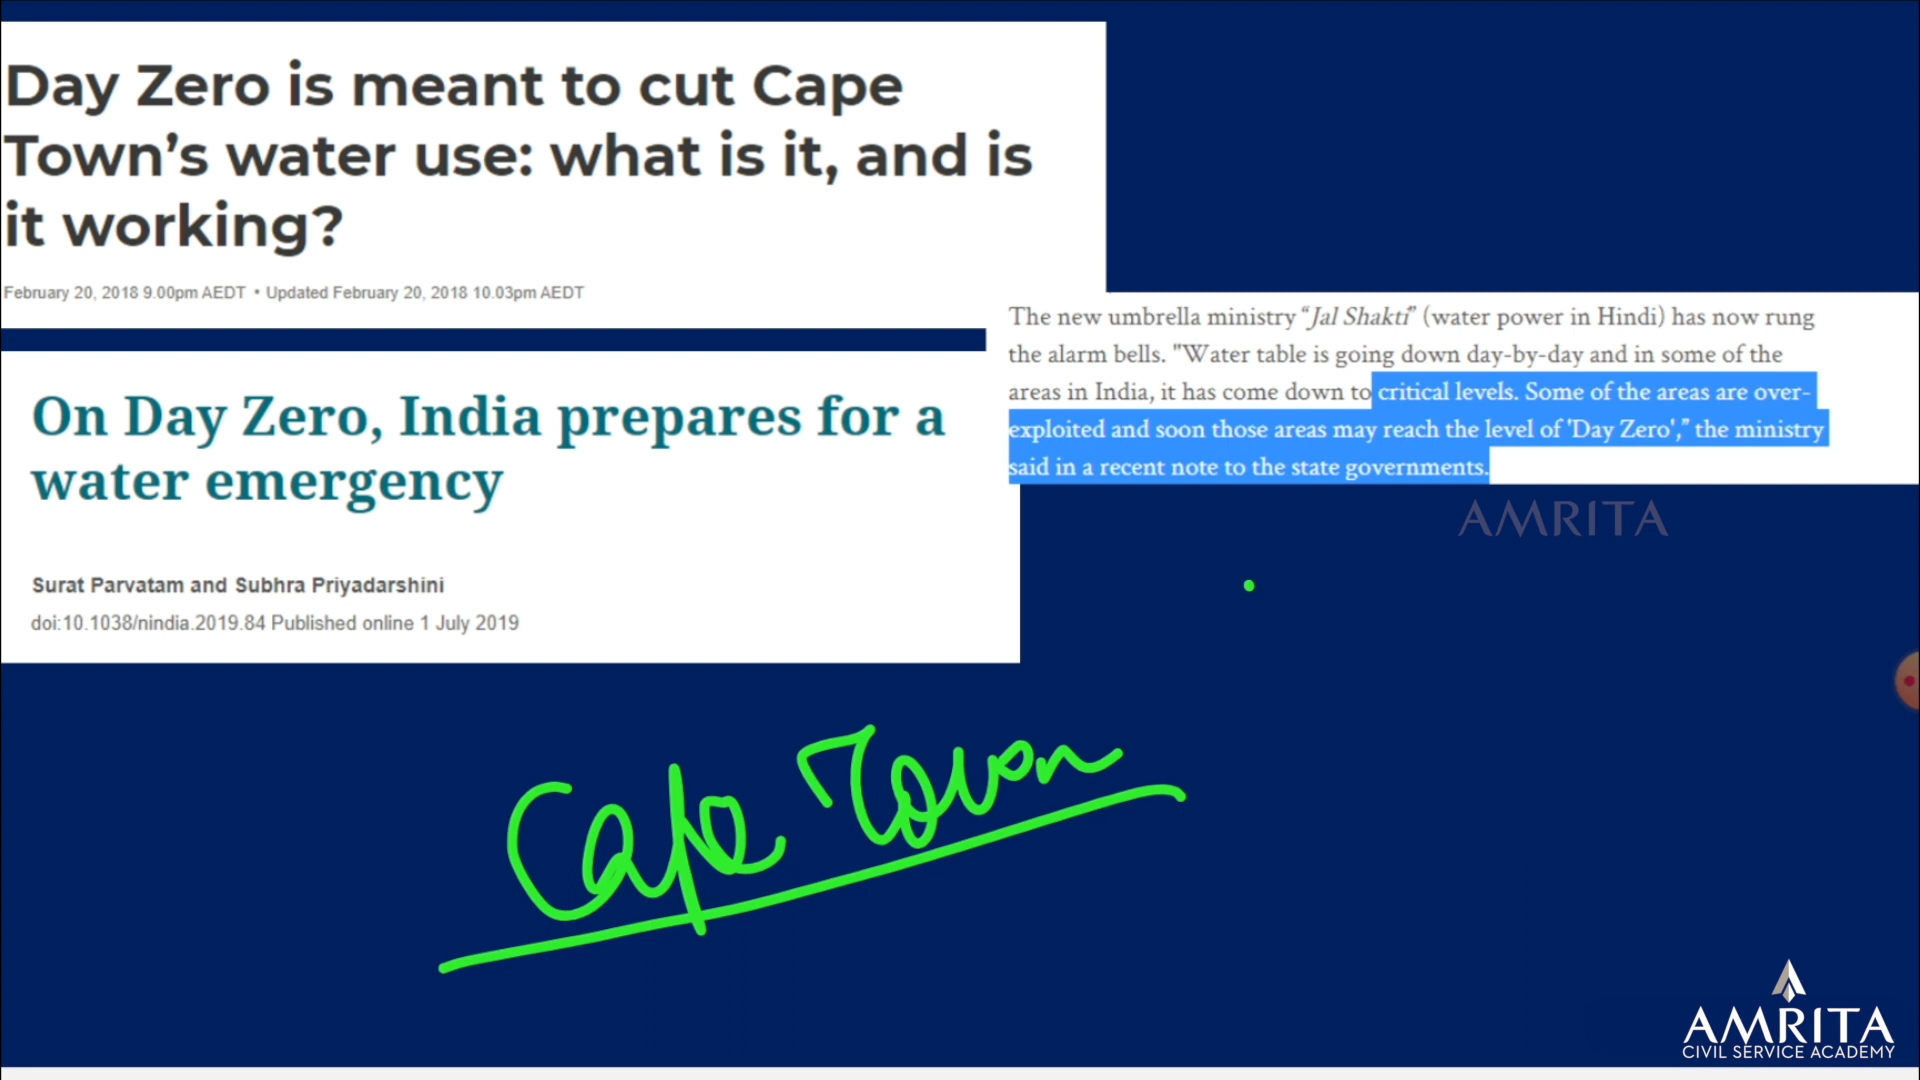 Day Zero is meant to cut Cape
Town’s water use: what is it, and is
it working?
February 20, 2018 9.00pm AEDT • Updated February 20, 2018 10.03pm AEDT
The new umbrella ministry “Jal Shakti” (water power in Hindi) has now rung
the alarm bells. "Water table is going down day-by-day and in some of the
areas in India, it has come down to critical levels. Some of the areas are over-
exploited and soon those areas may reach the level of 'Day Zero'," the ministry
said in a recent note to the state governments.
On Day Zero, India prepares for a
water emergency
Surat Parvatam and Subhra Priyadarshini
doi:10.1038/nindia.2019.84 Published online 1 July 2019
AMRITA
Cape Town
AMRITA
CIVIL SERVICE ACADEMY